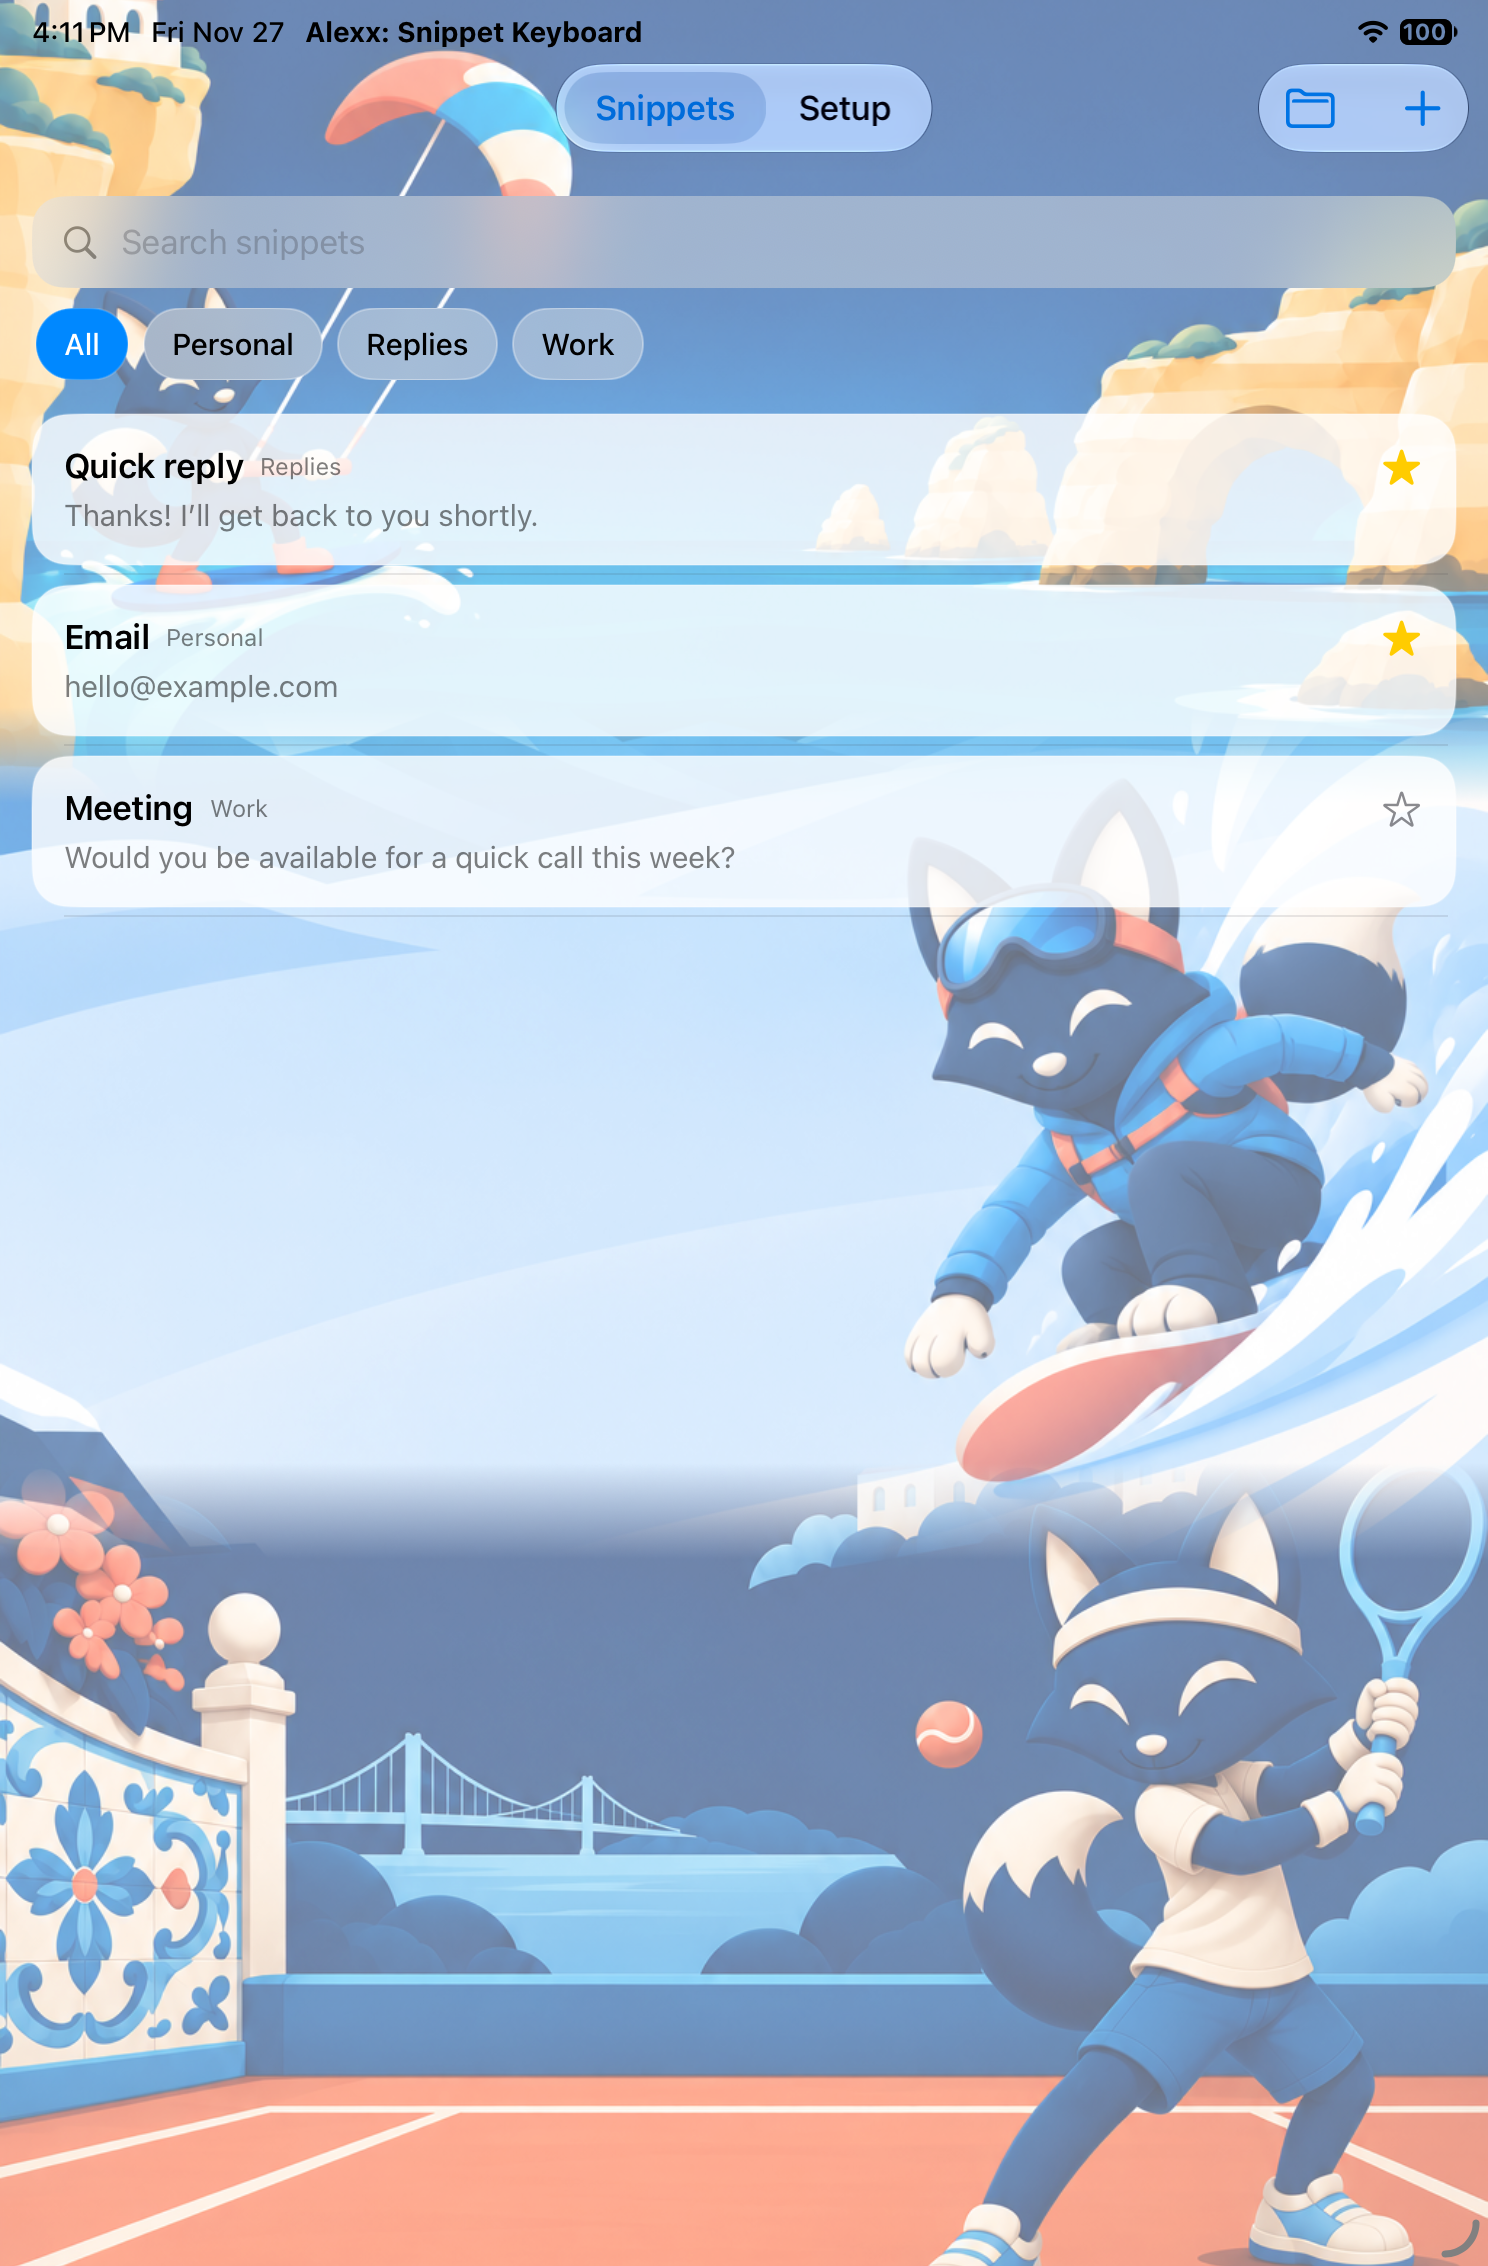 4:11 PM Fri Nov 27 Alexx: Snippet Keyboard 100
Snippets Setup
Search snippets
All Personal Replies Work
Quick reply Replies
Thanks! I’ll get back to you shortly.
Email Personal
hello@example.com
Meeting Work
Would you be available for a quick call this week?